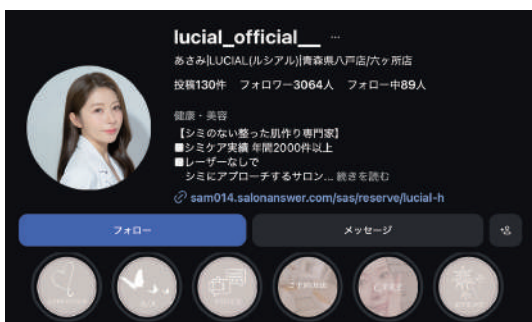 lucial_official__ ...
あさみ|LUCIAL(ルシアル)|青森県八戸店/六ヶ所店
投稿130件 フォロワー3064人 フォロー中89人
健康・美容
【シミのない整った肌作り専門家】
■シミケア実績 年間2000件以上
■レーザーなしで
シミにアプローチするサロン... 続きを読む
sam014.salonanswer.com/sas/reserve/lucial-h
フォロー メッセージ